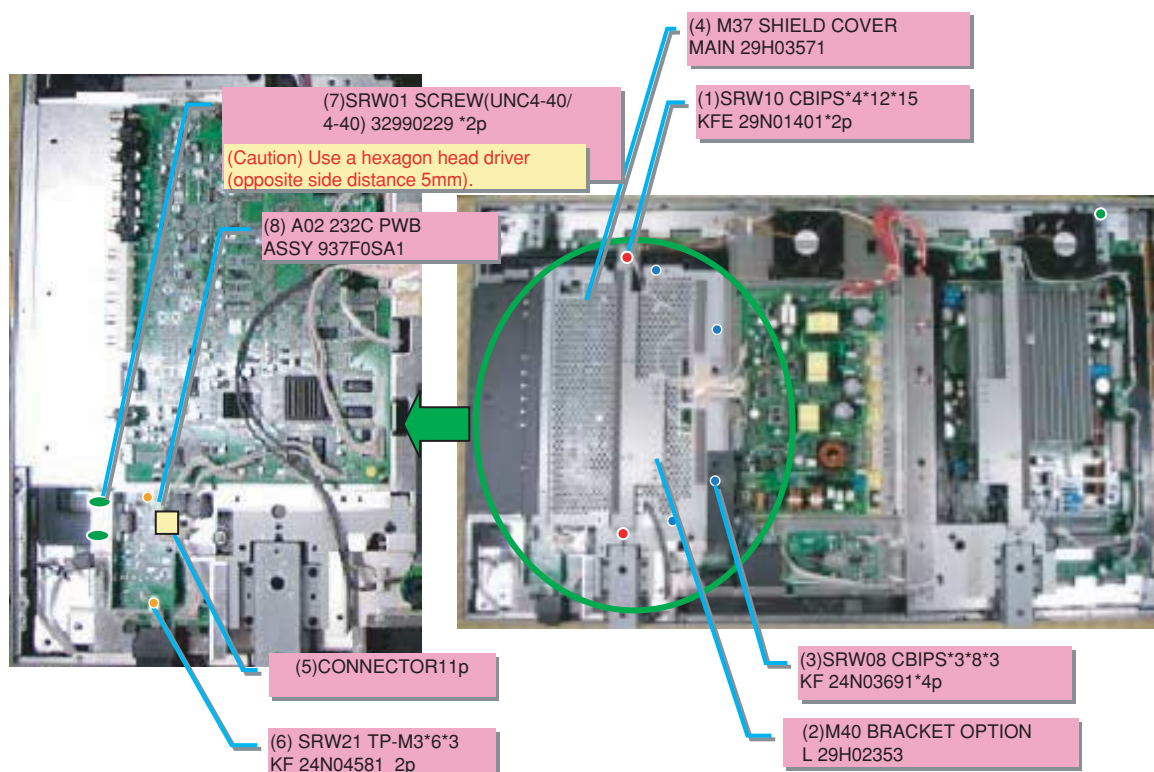 (4) M37 SHIELD COVER
MAIN 29H03571
(7)SRW01 SCREW(UNC4-40/
4-40) 32990229 *2p
(Caution) Use a hexagon head driver
(opposite side distance 5mm).
(1)SRW10 CBIPS*4*12*15
KFE 29N01401*2p
(8) A02 232C PWB
ASSY 937F0SA1
(5)CONNECTOR11p
(3)SRW08 CBIPS*3*8*3
KF 24N03691*4p
(6) SRW21 TP-M3*6*3
KF 24N04581 2p
(2)M40 BRACKET OPTION
L 29H02353